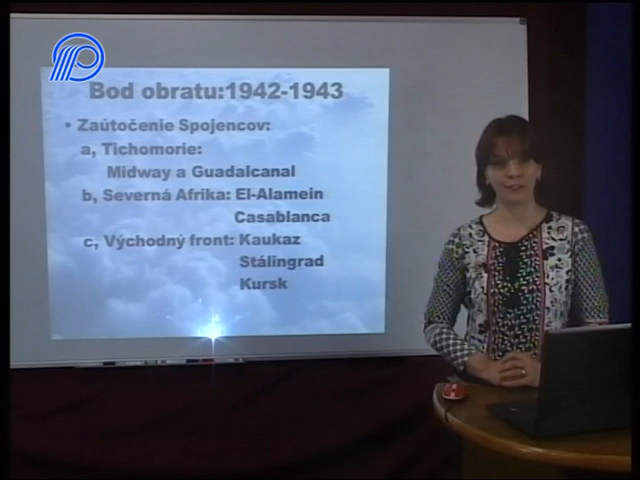 Bod obratu:1942-1943
• Zaútočenie Spojencov:
a, Tichomorie:
Midway a Guadalcanal
b, Severná Afrika: El-Alamein
Casablanca
c, Východný front: Kaukaz
Stálingrad
Kursk